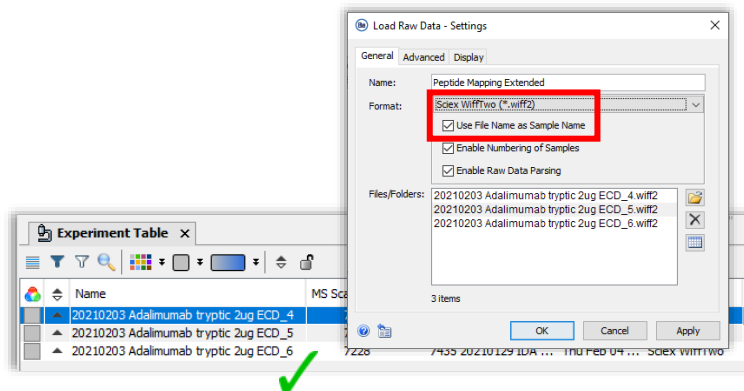 Be Load Raw Data - Settings
General Advanced Display
Name: Peptide Mapping Extended
Format: Sciex WiffTwo (*.wiff2)
Use File Name as Sample Name
Enable Numbering of Samples
Enable Raw Data Parsing
Files/Folders: 20210203 Adalimumab tryptic 2ug ECD_4.wiff2
20210203 Adalimumab tryptic 2ug ECD_5.wiff2
20210203 Adalimumab tryptic 2ug ECD_6.wiff2
3 items
OK Cancel Apply
Experiment Table
Name MS Sca
20210203 Adalimumab tryptic 2ug ECD_4
20210203 Adalimumab tryptic 2ug ECD_5
20210203 Adalimumab tryptic 2ug ECD_6 7228 7435 20210129 IDA ... Thu Feb 04 ... Sciex WiffTwo